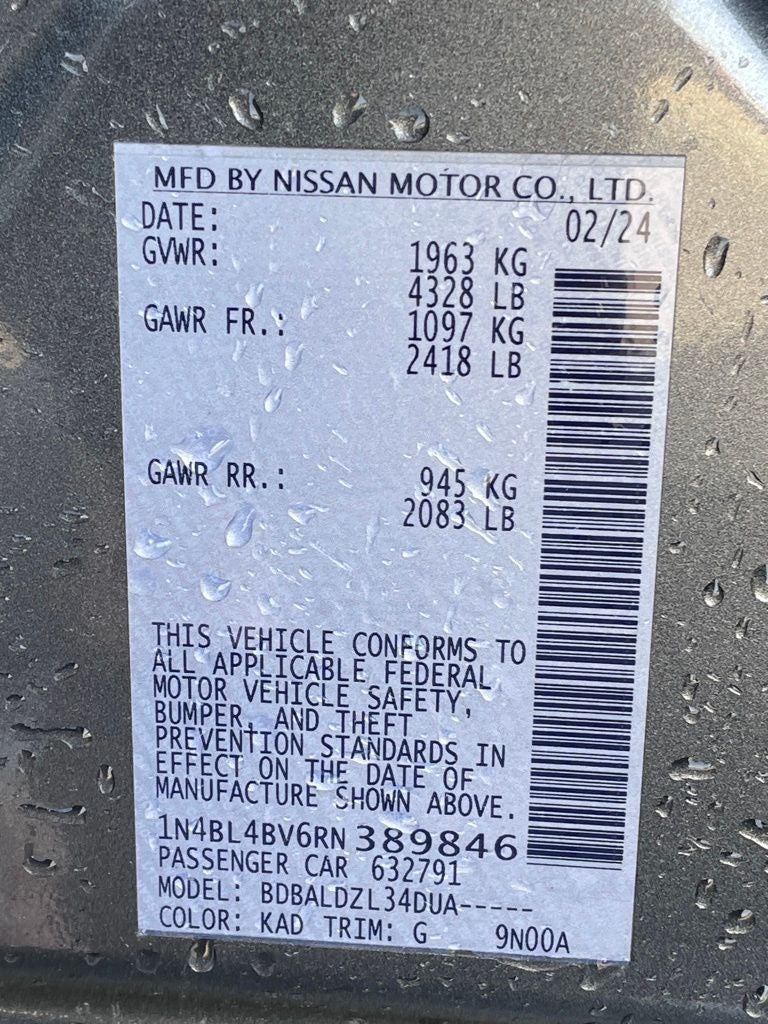 MFD BY NISSAN MOTOR CO., LTD.
DATE: 02/24
GVWR: 1963 KG
4328 LB
GAWR FR.: 1097 KG
2418 LB
GAWR RR.: 945 KG
2083 LB
THIS VEHICLE CONFORMS TO
ALL APPLICABLE FEDERAL
MOTOR VEHICLE SAFETY,
BUMPER, AND THEFT
PREVENTION STANDARDS IN
EFFECT ON THE DATE OF
MANUFACTURE SHOWN ABOVE.
1N4BL4BV6RN389846
PASSENGER CAR 632791
MODEL: BDBALDZL34DUA-----
COLOR: KAD TRIM: G 9N00A